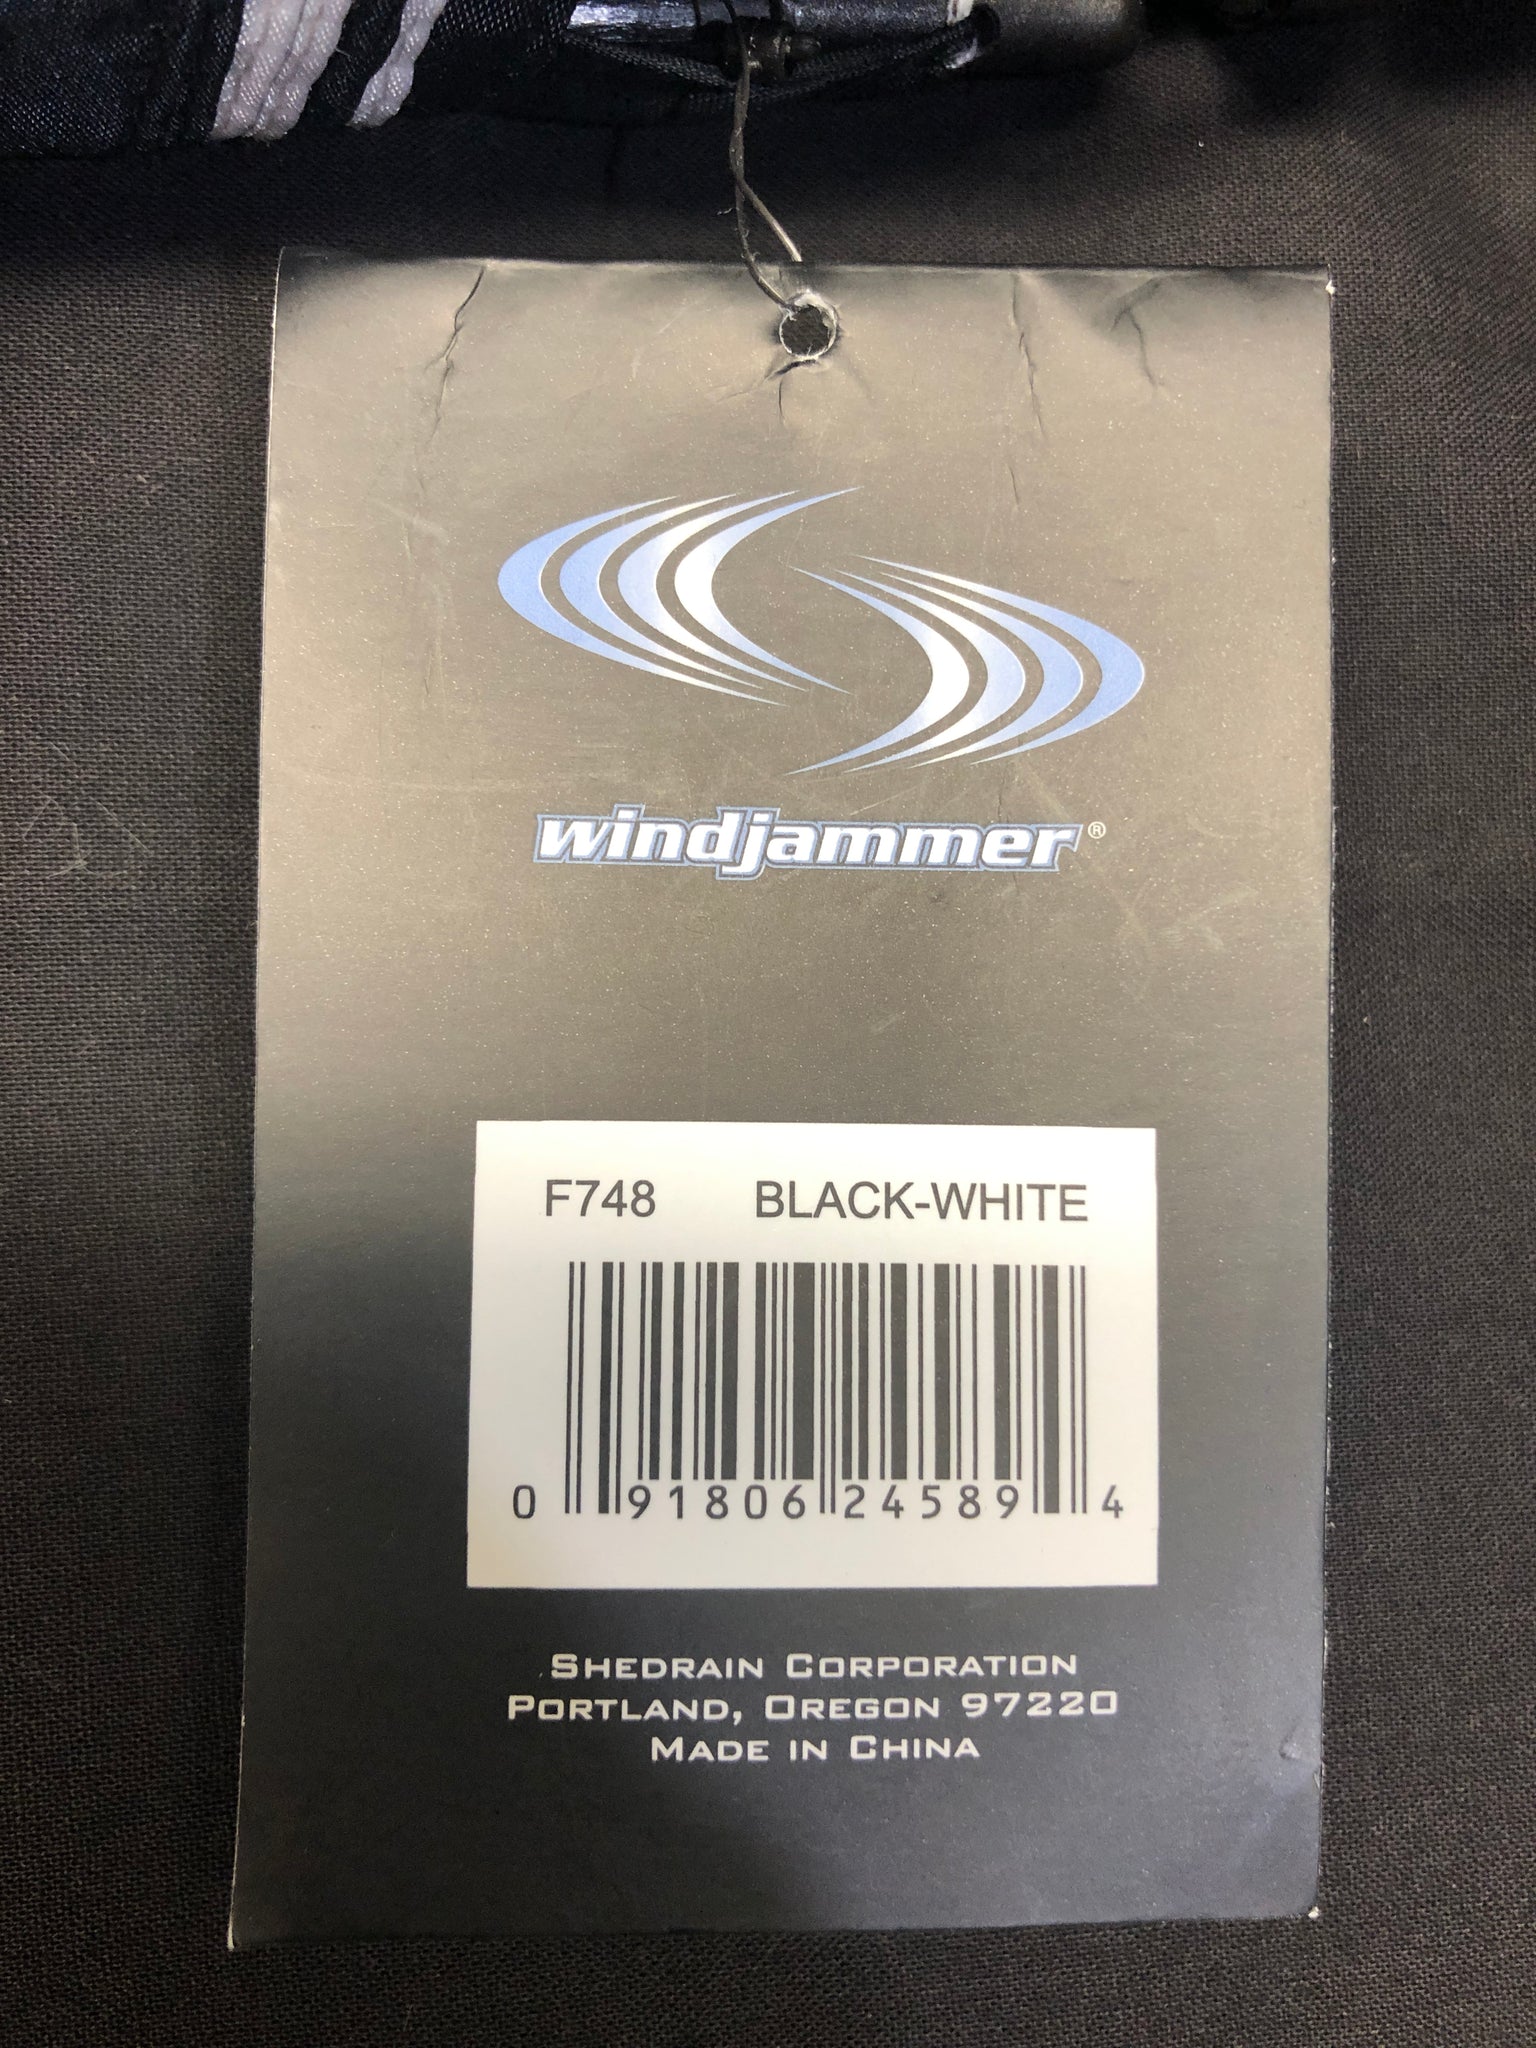 windjammer®
F748 BLACK-WHITE
0 91806 24589 4
SHEDRAIN CORPORATION
PORTLAND, OREGON 97220
MADE IN CHINA